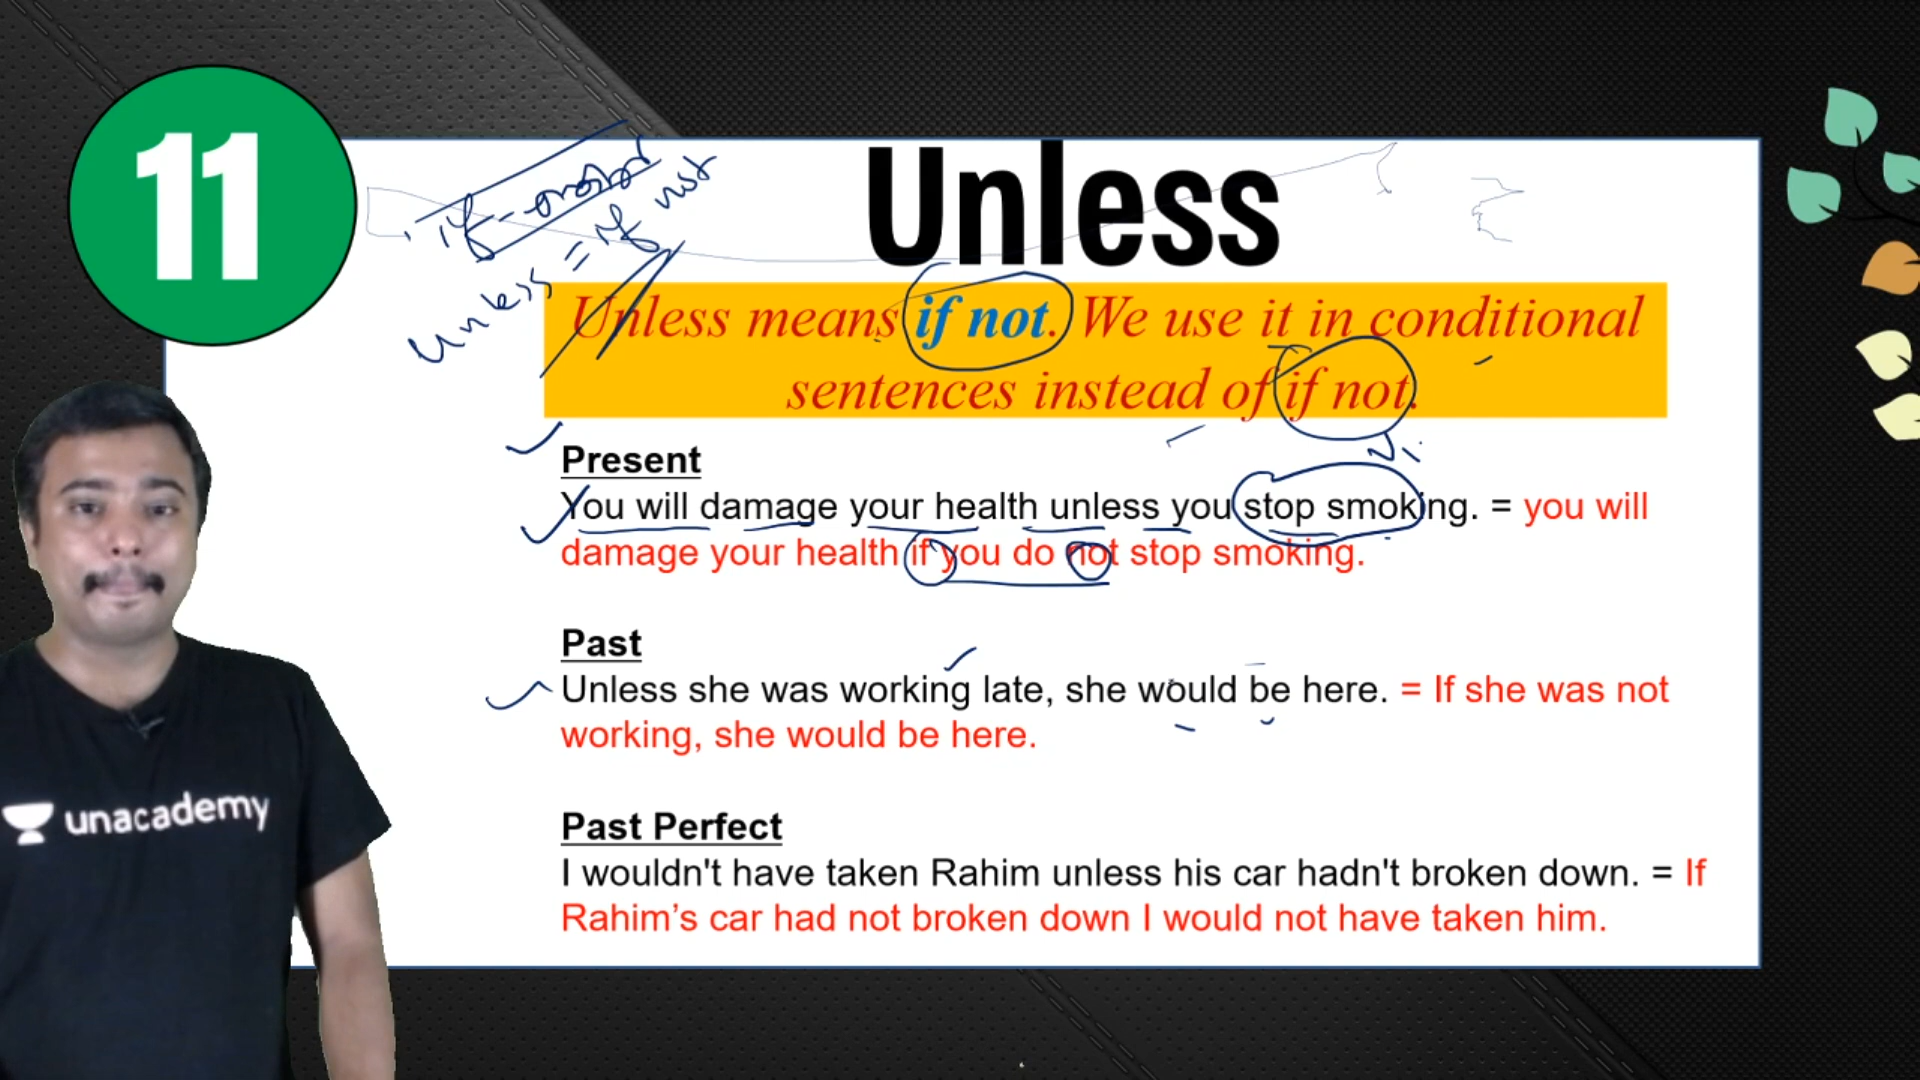 11
Unless
if not
Unless = if not
Unless means if not. We use it in conditional
sentences instead of if not.
Present
You will damage your health unless you stop smoking. = you will
damage your health if you do not stop smoking.
Past
Unless she was working late, she would be here. = If she was not
working, she would be here.
Past Perfect
I wouldn't have taken Rahim unless his car hadn't broken down. = If
Rahim’s car had not broken down I would not have taken him.
unacademy